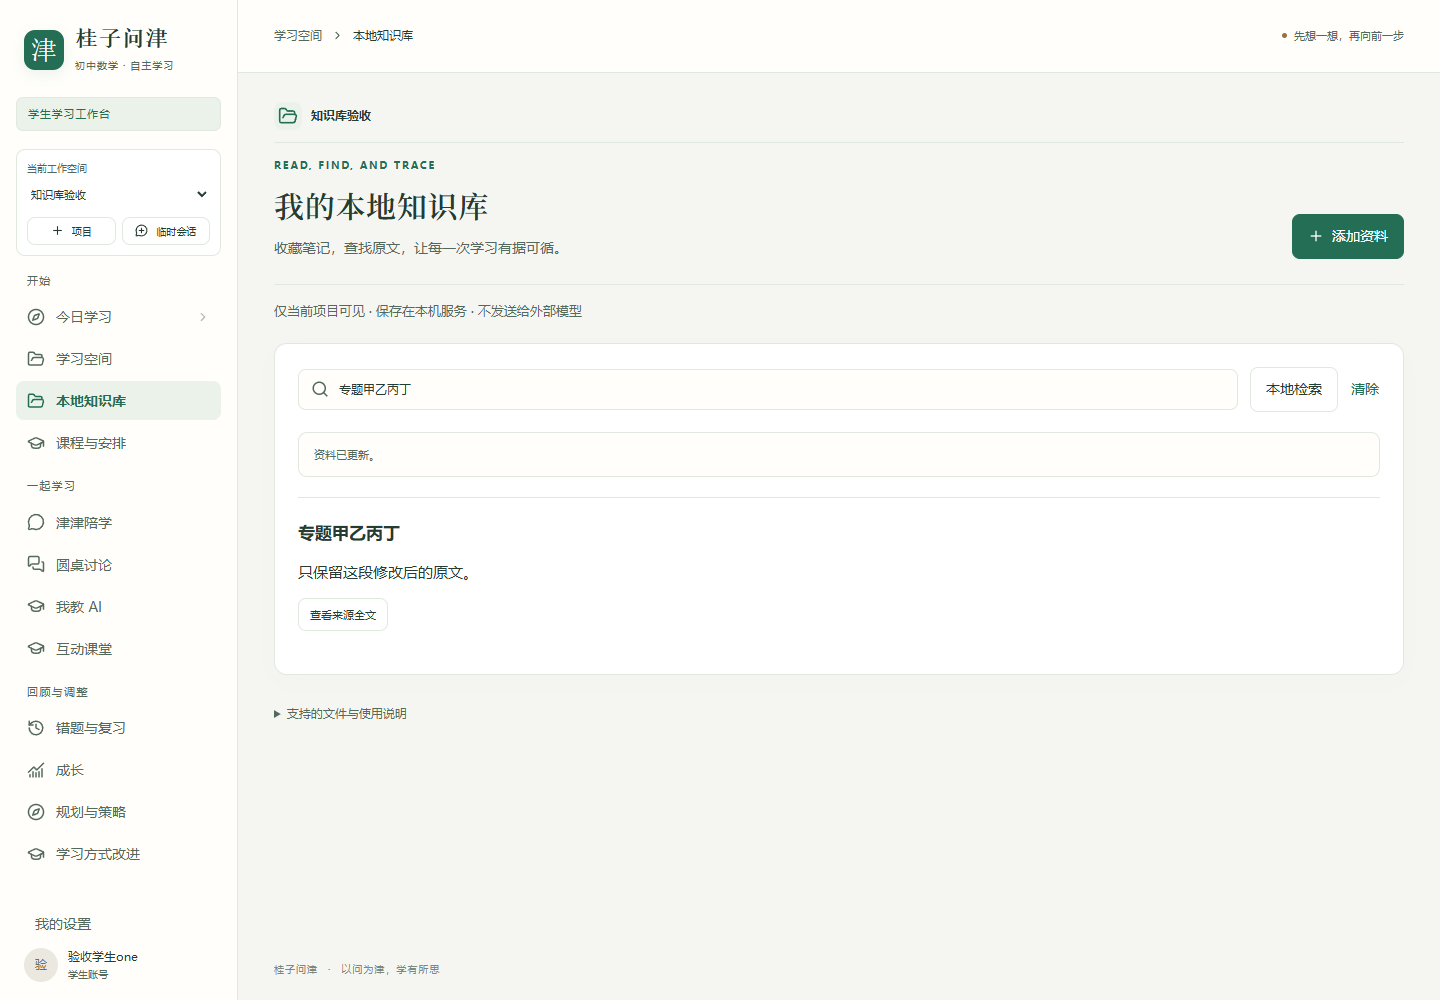 津
桂子问津
初中数学 · 自主学习
学生学习工作台
当前工作空间
知识库验收
项目
临时会话
开始
今日学习
学习空间
本地知识库
课程与安排
一起学习
津津陪学
圆桌讨论
我教 AI
互动课堂
回顾与调整
错题与复习
成长
规划与策略
学习方式改进
我的设置
验
验收学生one
学生账号
学习空间 > 本地知识库
先想一想，再向前一步
知识库验收
READ, FIND, AND TRACE
我的本地知识库
收藏笔记，查找原文，让每一次学习有据可循。
添加资料
仅当前项目可见 · 保存在本机服务 · 不发送给外部模型
专题甲乙丙丁
本地检索
清除
资料已更新。
专题甲乙丙丁
只保留这段修改后的原文。
查看来源全文
支持的文件与使用说明
桂子问津 · 以问为津，学有所思